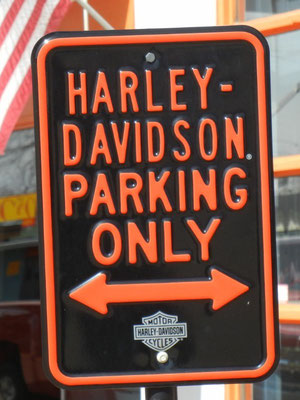 HARLEY-
DAVIDSON®
PARKING
ONLY
MOTOR
HARLEY-DAVIDSON
CYCLES